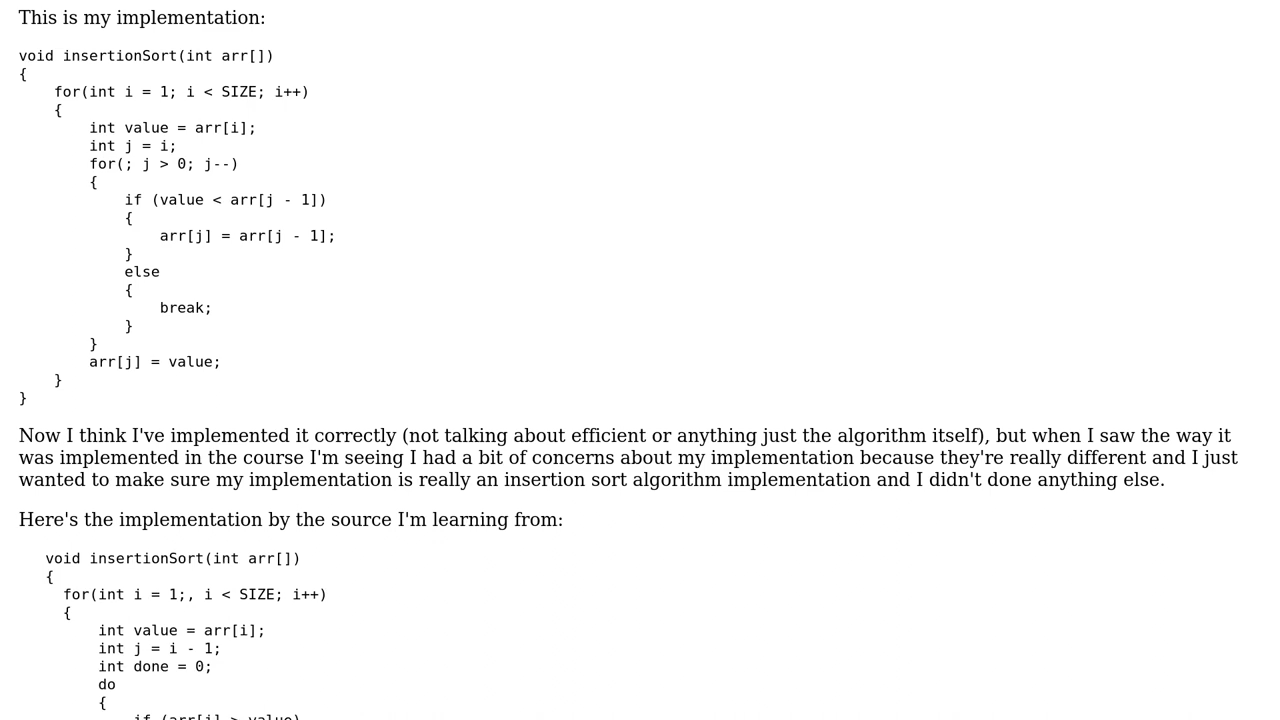 This is my implementation:
void insertionSort(int arr[])
{
    for(int i = 1; i < SIZE; i++)
    {
        int value = arr[i];
        int j = i;
        for(; j > 0; j--)
        {
            if (value < arr[j - 1])
            {
                arr[j] = arr[j - 1];
            }
            else
            {
                break;
            }
        }
        arr[j] = value;
    }
}
Now I think I've implemented it correctly (not talking about efficient or anything just the algorithm itself), but when I saw the way it
was implemented in the course I'm seeing I had a bit of concerns about my implementation because they're really different and I just
wanted to make sure my implementation is really an insertion sort algorithm implementation and I didn't done anything else.
Here's the implementation by the source I'm learning from:
   void insertionSort(int arr[])
   {
     for(int i = 1;, i < SIZE; i++)
     {
         int value = arr[i];
         int j = i - 1;
         int done = 0;
         do
         {
             if (arr[j] > value)